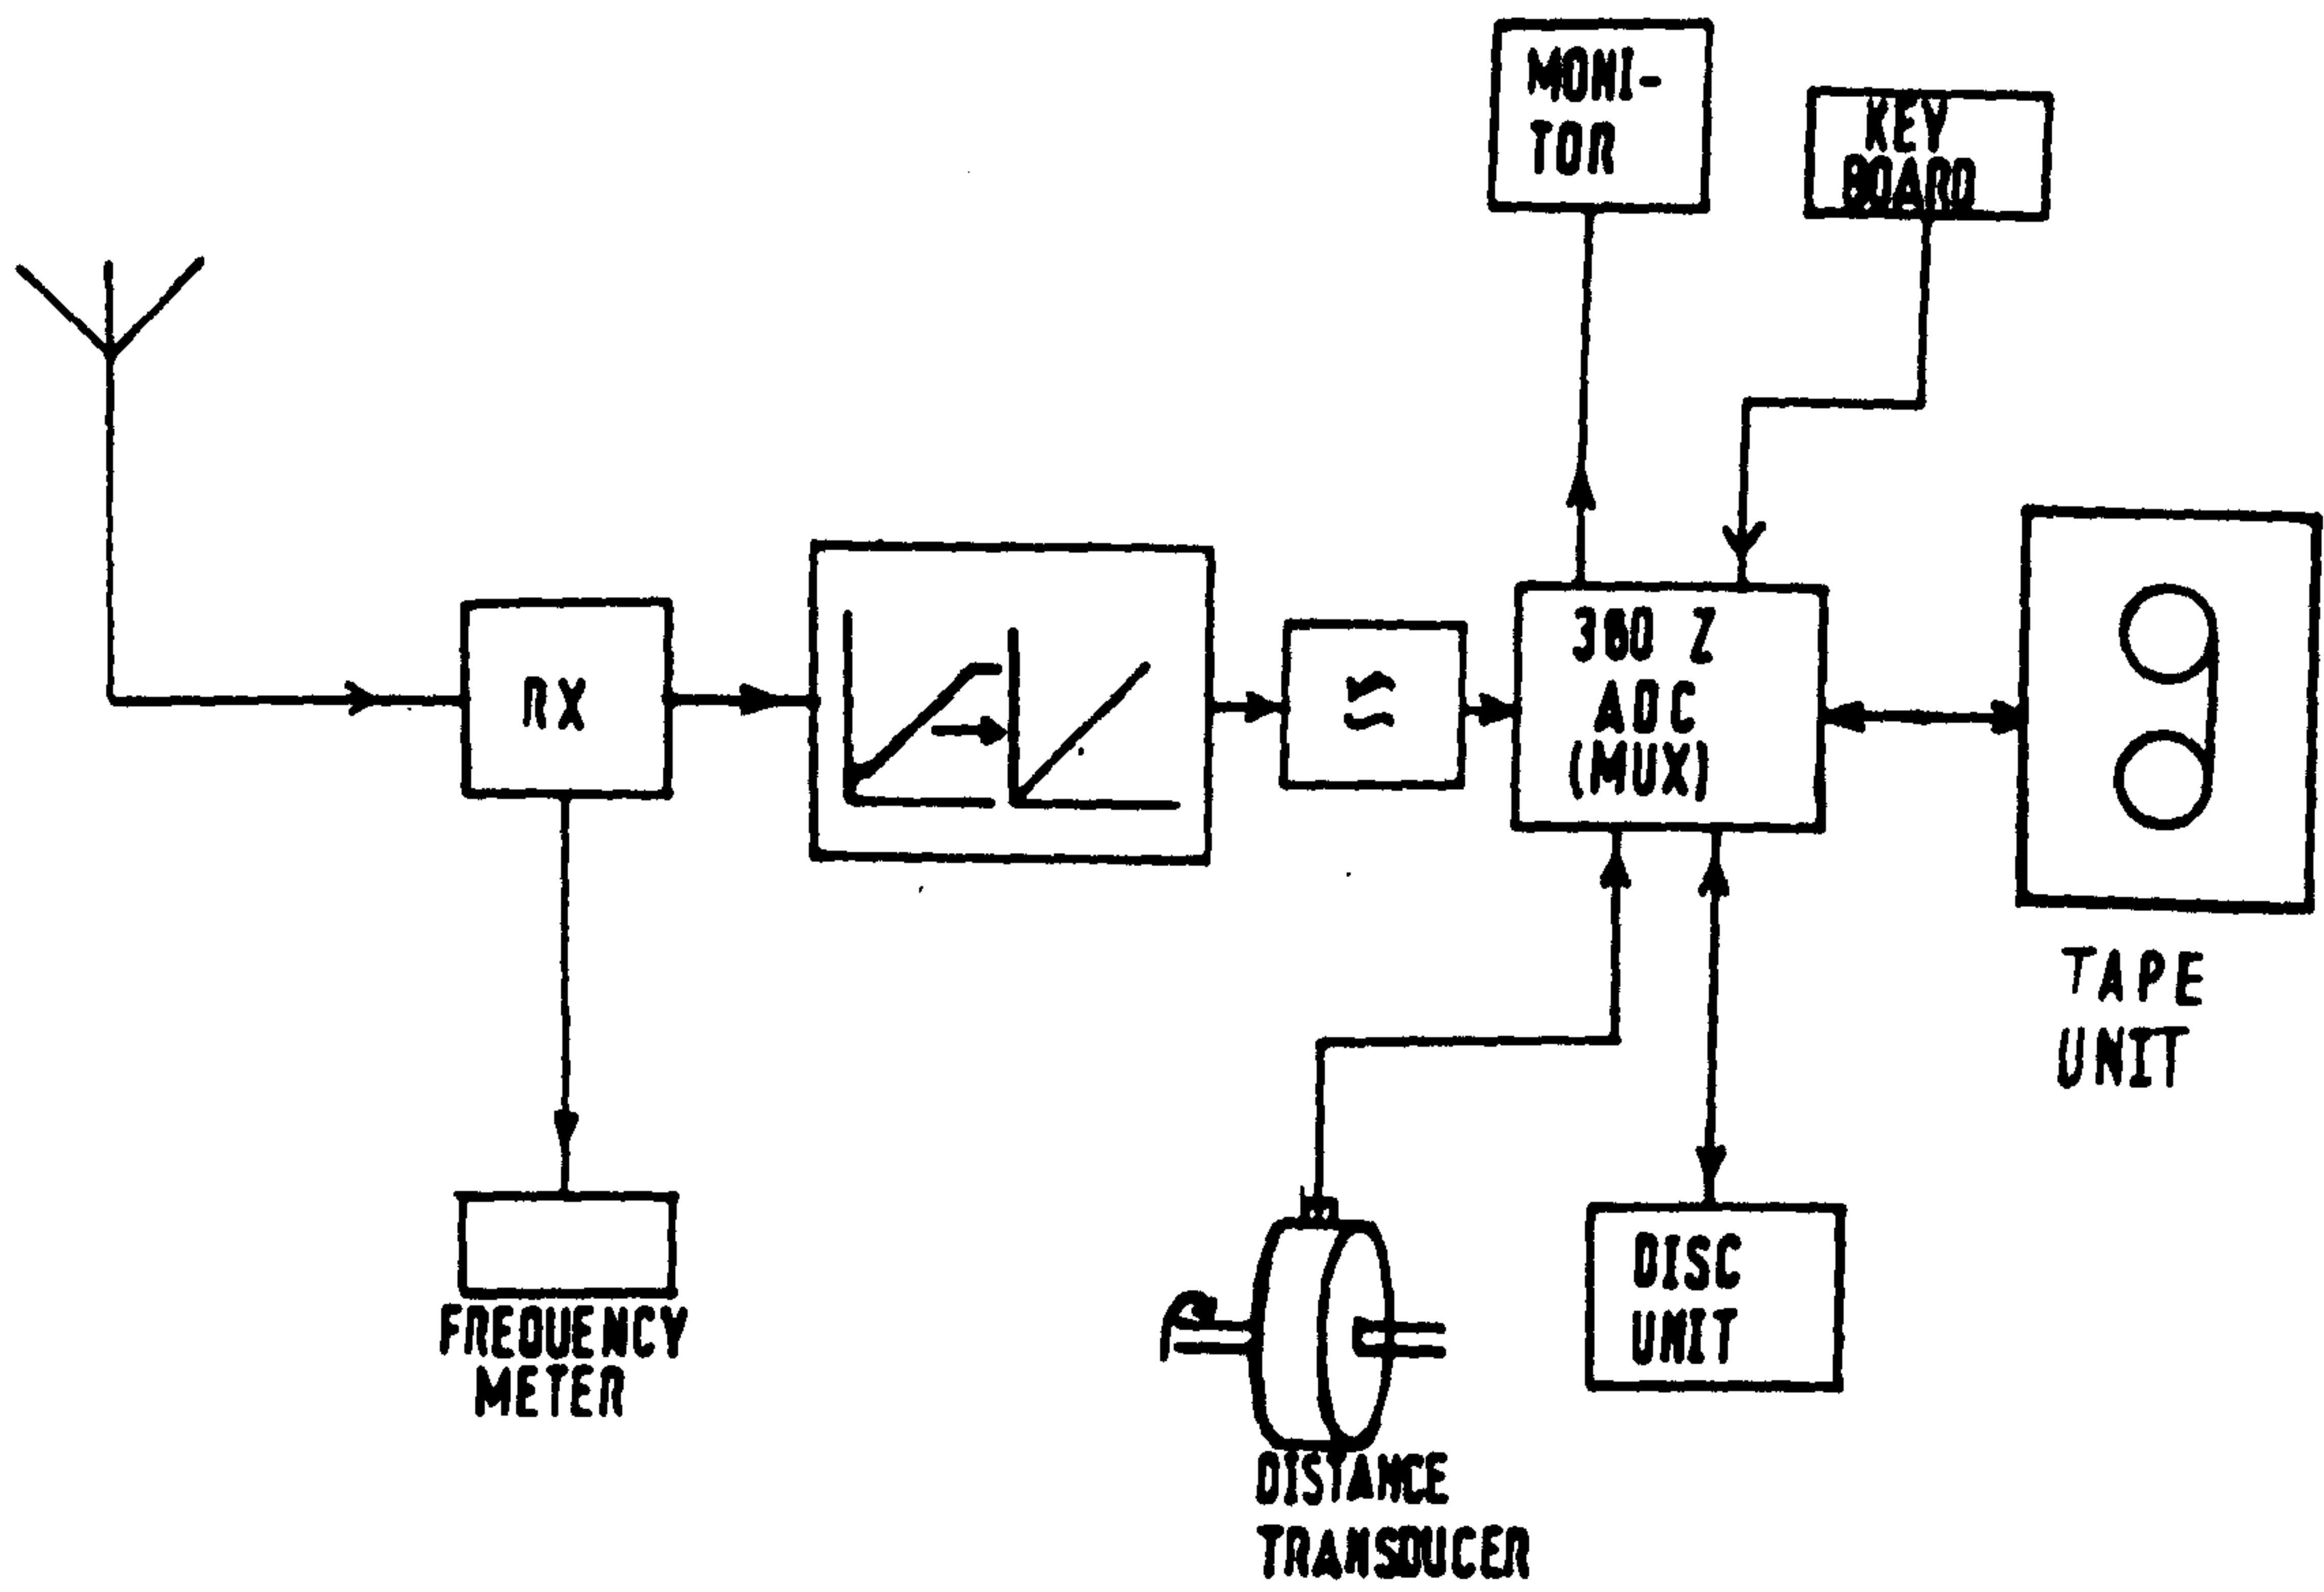 MONI-
TOR
KEY
BOARD
RX
380 Z
ADC
(MUX)
TAPE
UNIT
FREQUENCY
METER
DISC
UNIT
DISTANCE
TRANSDUCER